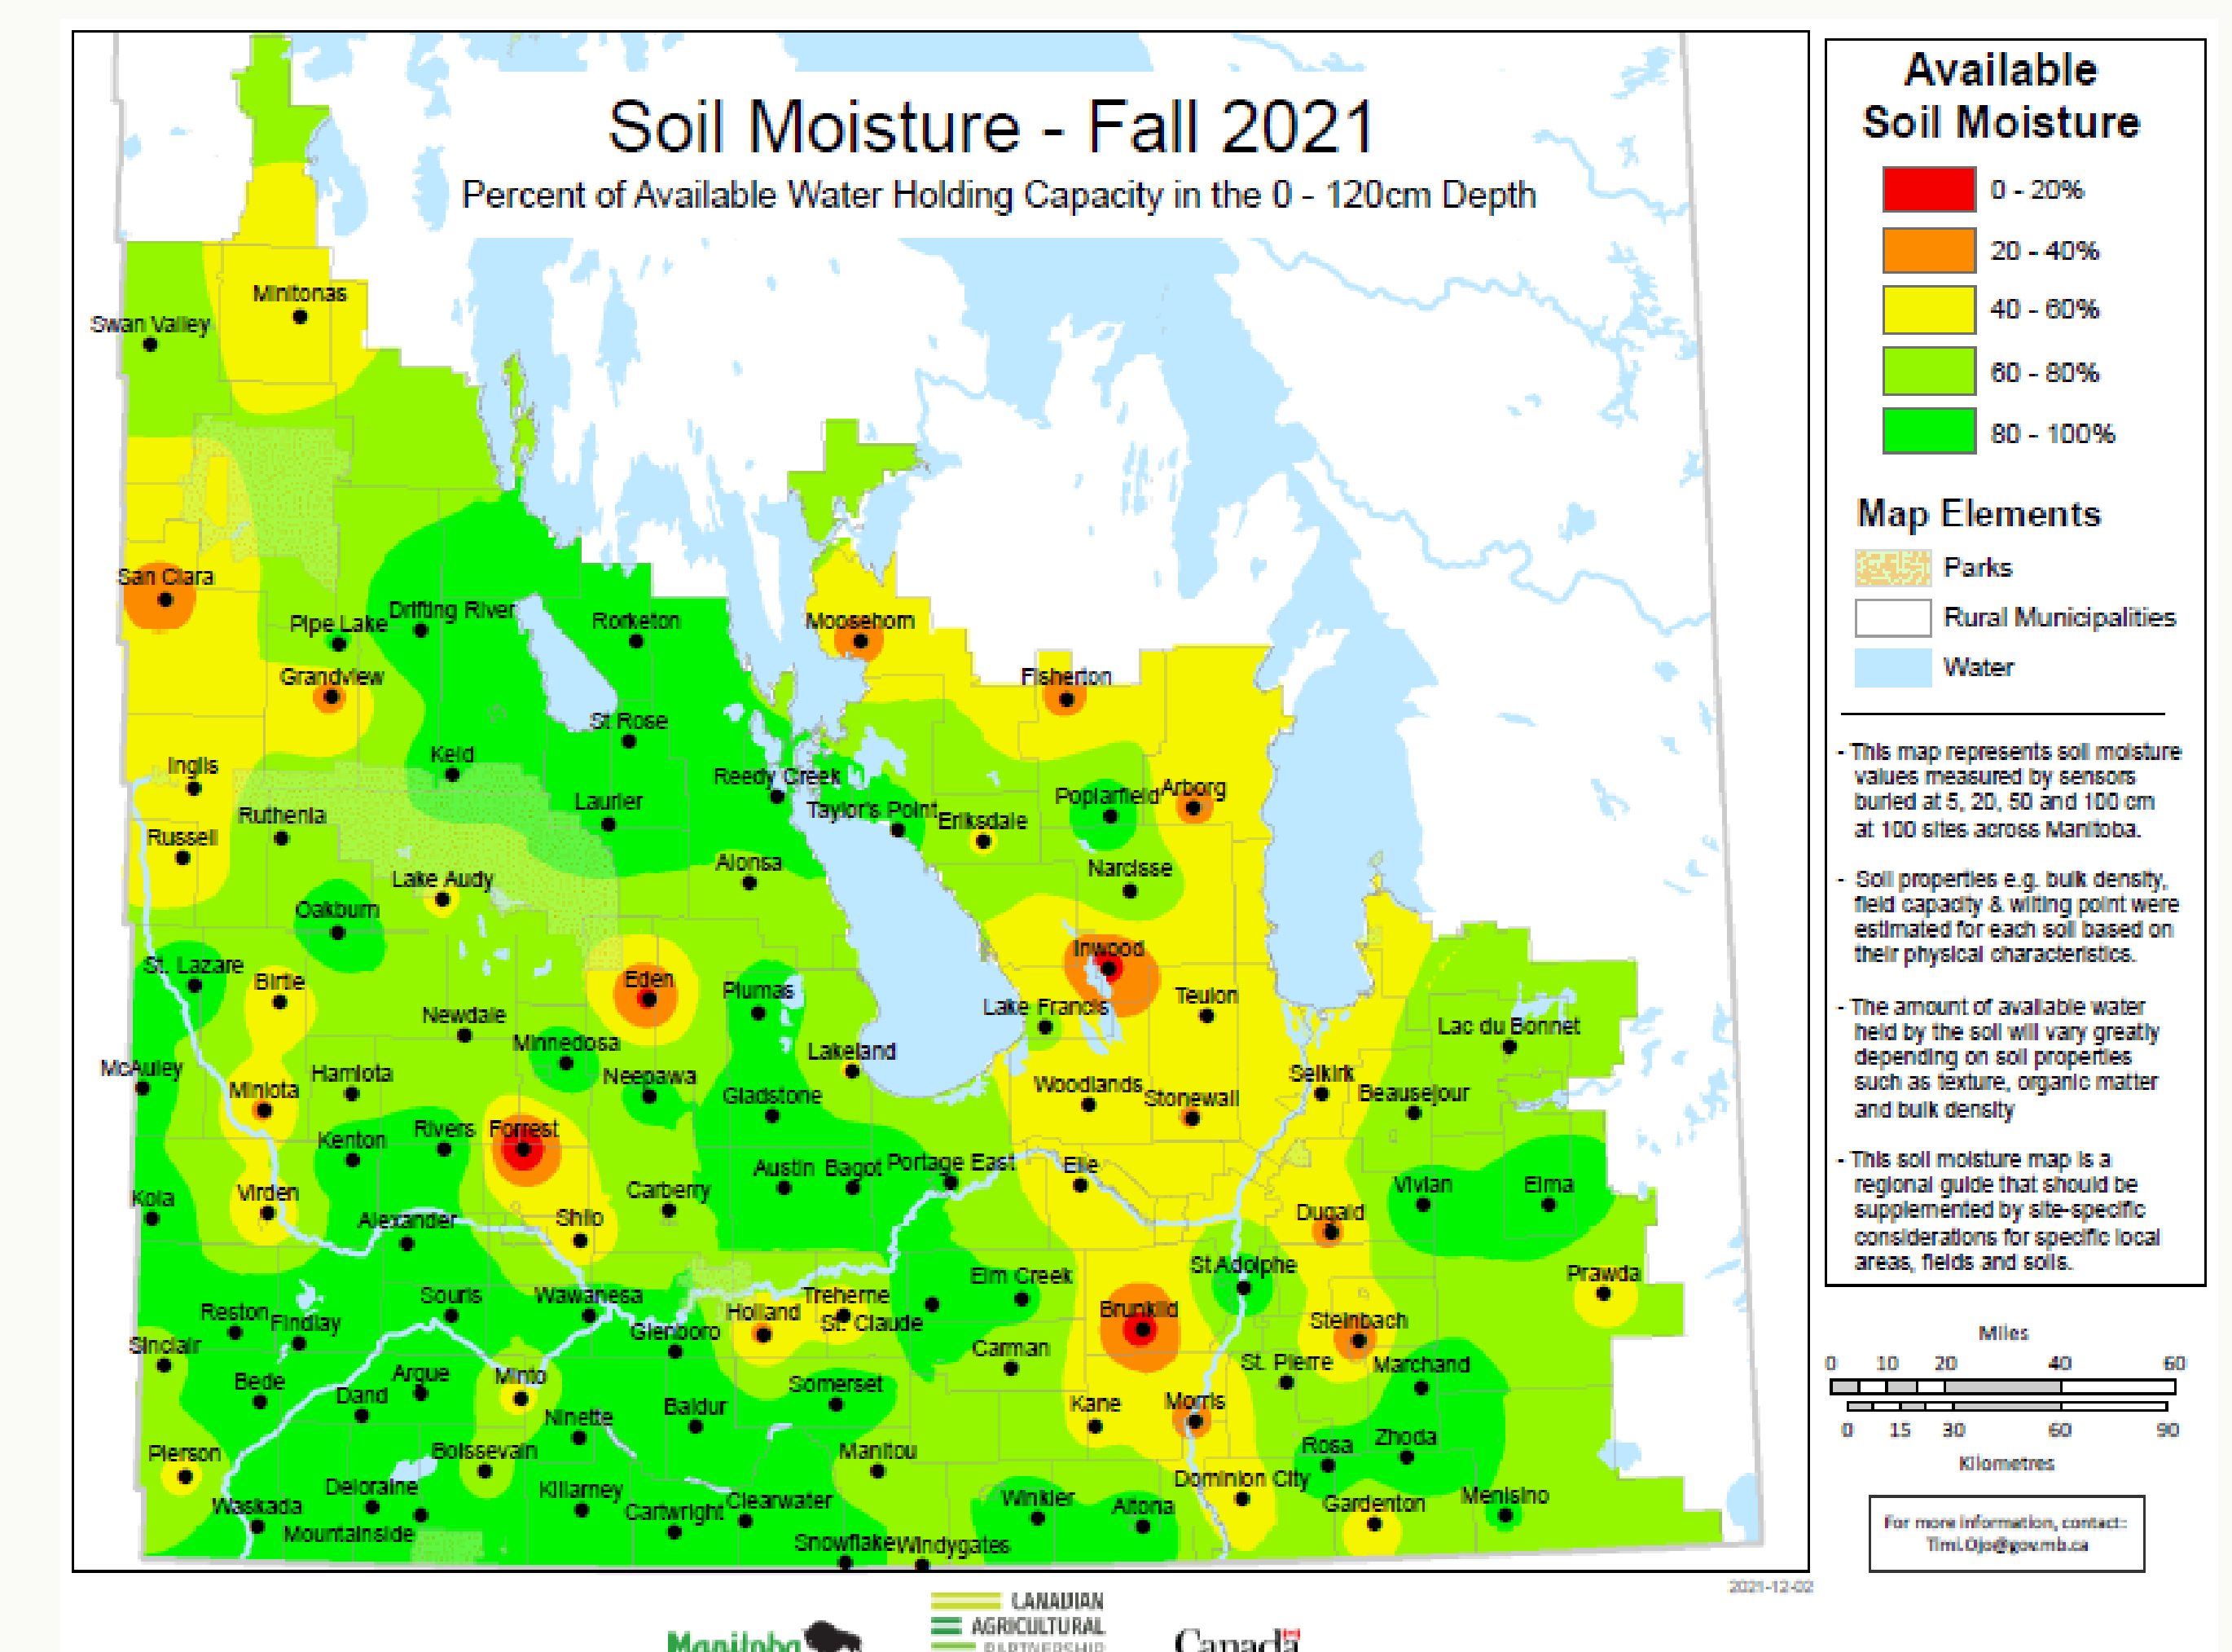 Soil Moisture - Fall 2021
Percent of Available Water Holding Capacity in the 0 - 120cm Depth
Minitonas
Swan Valley
San Clara
Pipe Lake
Drifting River
Rorketon
Moosehorn
Grandview
Fisherton
St Rose
Keld
Inglis
Reedy Creek
Laurier
Taylor's Point
Eriksdale
Poplarfield
Arborg
Ruthenia
Russell
Alonsa
Narcisse
Lake Audy
Oakburn
Inwood
St. Lazare
Birtle
Eden
Plumas
Lake Francis
Teulon
Newdale
Minnedosa
Lac du Bonnet
Lakeland
McAuley
Hamiota
Neepawa
Selkirk
Miniota
Gladstone
Woodlands
Stonewall
Beausejour
Kenton
Rivers
Forrest
Austin
Bagot
Portage East
Elie
Kola
Virden
Carberry
Vivian
Elma
Alexander
Shilo
Dugald
St Adolphe
Elm Creek
Prawda
Reston
Findlay
Souris
Wawanesa
Holland
Treherne
St. Claude
Brunkild
Steinbach
Sinclair
Glenboro
Carman
St. Pierre
Marchand
Bede
Dand
Argue
Minto
Somerset
Ninette
Baldur
Kane
Morris
Pierson
Boissevain
Manitou
Rosa
Zhoda
Waskada
Deloraine
Mountainside
Killarney
Cartwright
Clearwater
Winkler
Altona
Dominion City
Gardenton
Menisino
Snowflake
Windygates
Available
Soil Moisture
0 - 20%
20 - 40%
40 - 60%
60 - 80%
80 - 100%
Map Elements
Parks
Rural Municipalities
Water
- This map represents soil moisture
values measured by sensors
buried at 5, 20, 50 and 100 cm
at 100 sites across Manitoba.
- Soil properties e.g. bulk density,
field capacity & wilting point were
estimated for each soil based on
their physical characteristics.
- The amount of available water
held by the soil will vary greatly
depending on soil properties
such as texture, organic matter
and bulk density
- This soil moisture map is a
regional guide that should be
supplemented by site-specific
considerations for specific local
areas, fields and soils.
Miles
0 10 20 40 60
0 15 30 60 90
Kilometres
For more information, contact::
Timi.Ojo@gov.mb.ca
2021-12-02
Manitoba
CANADIAN
AGRICULTURAL
PARTNERSHIP
Canada